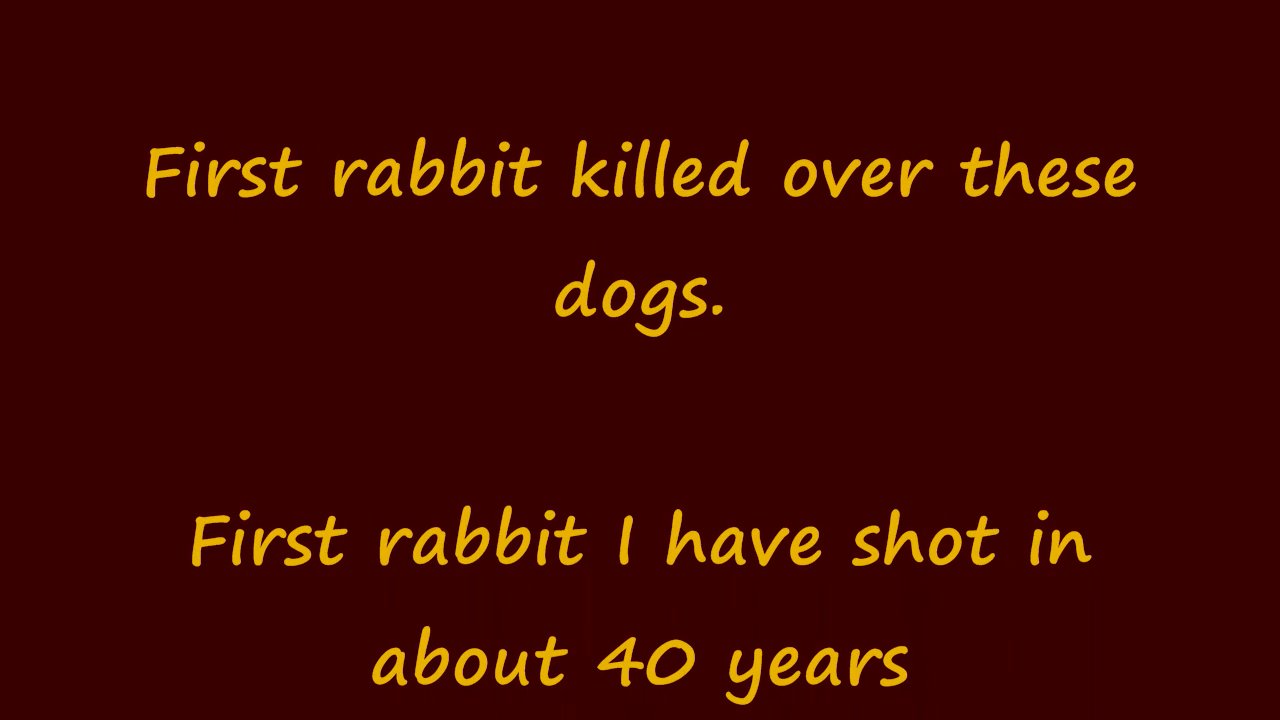 First rabbit killed over these
dogs.
First rabbit I have shot in
about 40 years